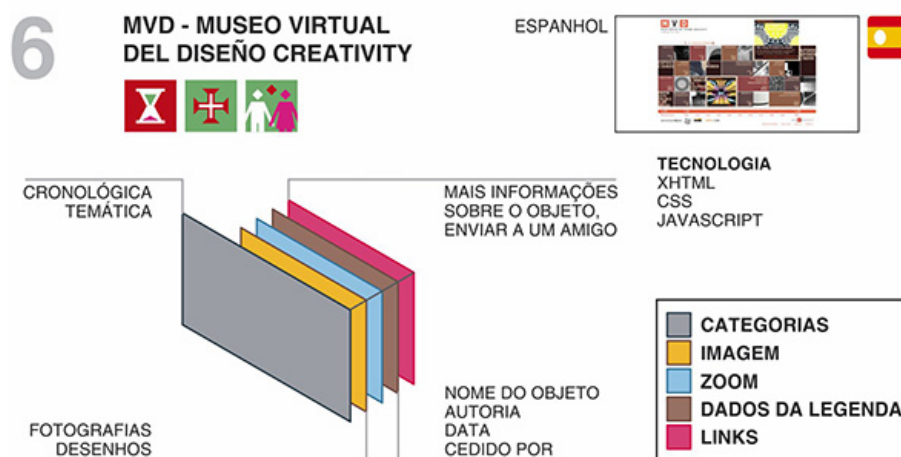 6
MVD - MUSEO VIRTUAL
DEL DISEÑO CREATIVITY
ESPANHOL
MVD
TECNOLOGIA
XHTML
CSS
JAVASCRIPT
CRONOLÓGICA
TEMÁTICA
MAIS INFORMAÇÕES
SOBRE O OBJETO,
ENVIAR A UM AMIGO
CATEGORIAS
IMAGEM
ZOOM
DADOS DA LEGENDA
LINKS
NOME DO OBJETO
AUTORIA
DATA
CEDIDO POR
FOTOGRAFIAS
DESENHOS